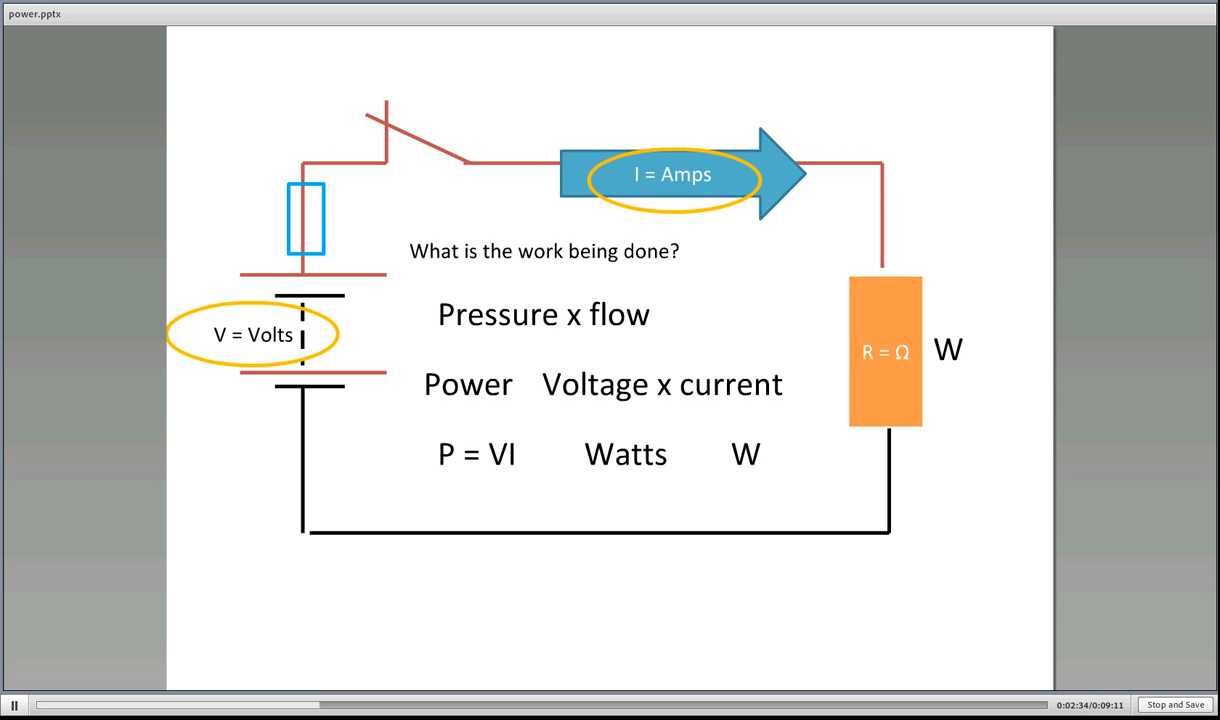 power.pptx
I = Amps
What is the work being done?
Pressure x flow
V = Volts
R = Ω W
Power Voltage x current
P = VI Watts W
0:02:34/0:09:11 Stop and Save